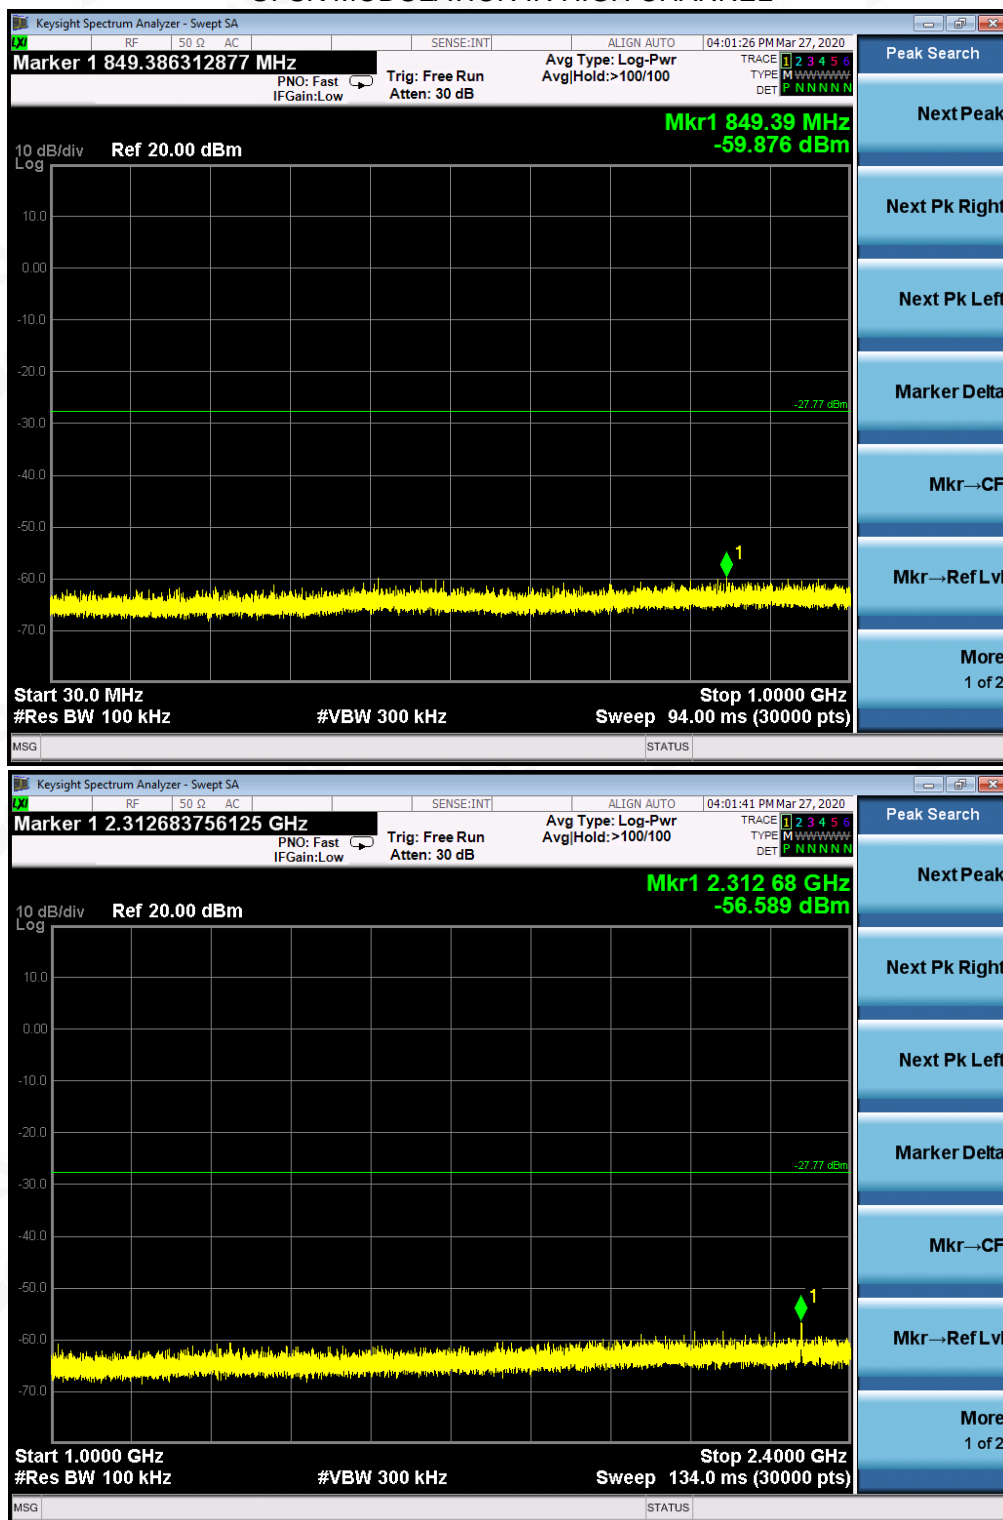 Keysight Spectrum Analyzer - Swept SA
LXI RF 50 Ω AC SENSE:INT ALIGN AUTO 04:01:26 PM Mar 27, 2020
Marker 1 849.386312877 MHz
PNO: Fast
IFGain:Low
Trig: Free Run
Atten: 30 dB
Avg Type: Log-Pwr
Avg|Hold:>100/100
TRACE 1 2 3 4 5 6
TYPE M WWWWW
DET P N N N N N
Mkr1 849.39 MHz
-59.876 dBm
10 dB/div Ref 20.00 dBm
Log
10.0
0.00
-10.0
-20.0
-27.77 dBm
-30.0
-40.0
-50.0
1
-60.0
-70.0
Start 30.0 MHz Stop 1.0000 GHz
#Res BW 100 kHz #VBW 300 kHz Sweep 94.00 ms (30000 pts)
MSG STATUS
Peak Search
Next Peak
Next Pk Right
Next Pk Left
Marker Delta
Mkr→CF
Mkr→Ref Lvl
More
1 of 2
Keysight Spectrum Analyzer - Swept SA
LXI RF 50 Ω AC SENSE:INT ALIGN AUTO 04:01:41 PM Mar 27, 2020
Marker 1 2.312683756125 GHz
PNO: Fast
IFGain:Low
Trig: Free Run
Atten: 30 dB
Avg Type: Log-Pwr
Avg|Hold:>100/100
TRACE 1 2 3 4 5 6
TYPE M WWWWW
DET P N N N N N
Mkr1 2.312 68 GHz
-56.589 dBm
10 dB/div Ref 20.00 dBm
Log
10.0
0.00
-10.0
-20.0
-27.77 dBm
-30.0
-40.0
-50.0
1
-60.0
-70.0
Start 1.0000 GHz Stop 2.4000 GHz
#Res BW 100 kHz #VBW 300 kHz Sweep 134.0 ms (30000 pts)
MSG STATUS
Peak Search
Next Peak
Next Pk Right
Next Pk Left
Marker Delta
Mkr→CF
Mkr→Ref Lvl
More
1 of 2